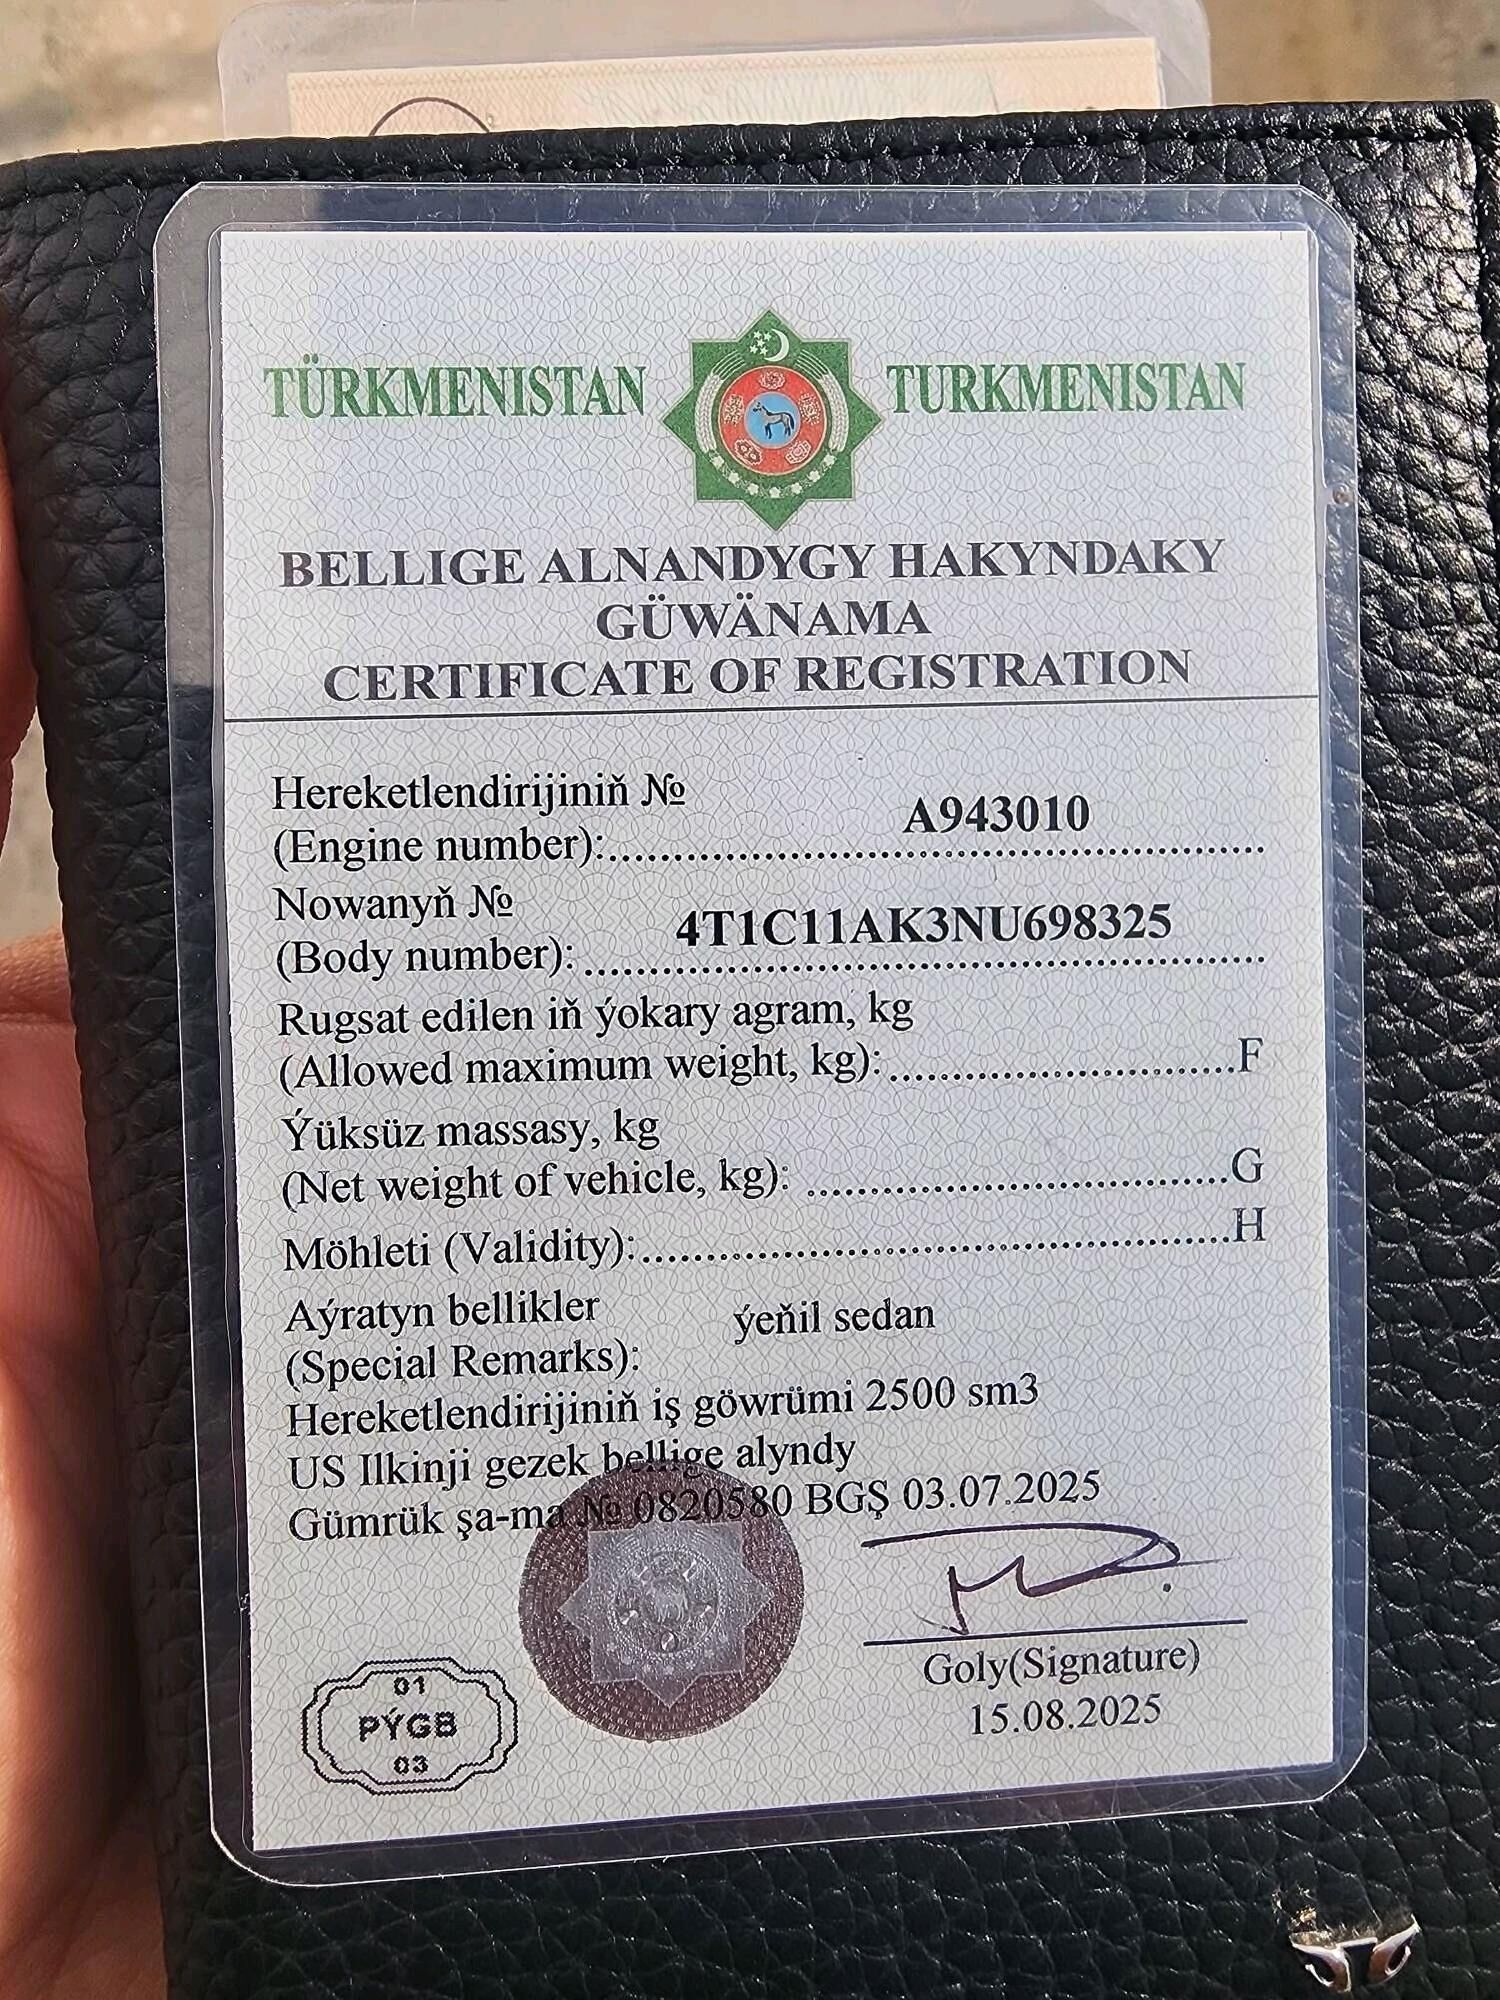 TÜRKMENISTAN TURKMENISTAN
BELLIGE ALNANDYGY HAKYNDAKY
GÜWÄNAMA
CERTIFICATE OF REGISTRATION
Hereketlendirijiniň №
(Engine number):.......... A943010
Nowanyň №
(Body number):.......... 4T1C11AK3NU698325
Rugsat edilen iň ýokary agram, kg
(Allowed maximum weight, kg):..........F
Ýüksüz massasy, kg
(Net weight of vehicle, kg): ..........G
Möhleti (Validity):..........H
Aýratyn bellikler ýeňil sedan
(Special Remarks):
Hereketlendirijiniň iş göwrümi 2500 sm3
US Ilkinji gezek bellige alyndy
Gümrük şa-ma № 0820580 BGŞ 03.07.2025
Goly(Signature)
15.08.2025
01
PÝGB
03